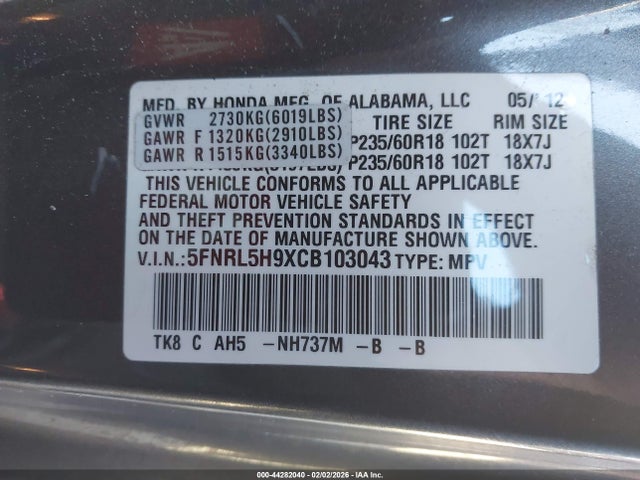 MFD. BY HONDA MFG. OF ALABAMA, LLC 05/12
GVWR 2730KG(6019LBS) TIRE SIZE RIM SIZE
GAWR F 1320KG(2910LBS) P235/60R18 102T 18X7J
GAWR R 1515KG(3340LBS) P235/60R18 102T 18X7J
THIS VEHICLE CONFORMS TO ALL APPLICABLE
FEDERAL MOTOR VEHICLE SAFETY
AND THEFT PREVENTION STANDARDS IN EFFECT
ON DATE OF MANUFACTURE SHOWN ABOVE.
V.I.N.: 5FNRL5H9XCB103043 TYPE: MPV
TK8 C AH5 -NH737M -B -B
000-44282040 - 02/02/2026 - IAAI.com